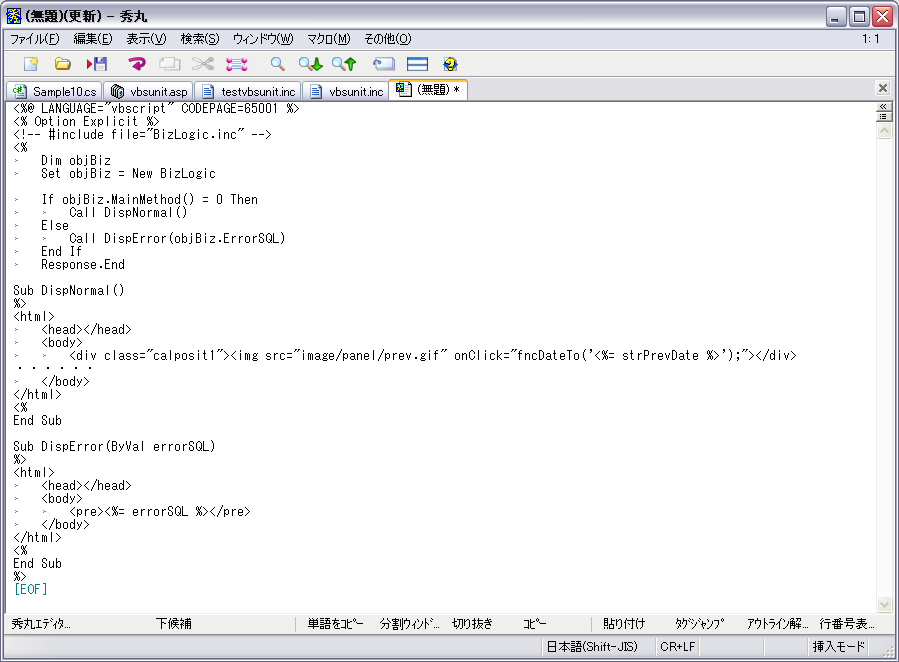 (無題)(更新) - 秀丸
ファイル(F) 編集(E) 表示(V) 検索(S) ウィンドウ(W) マクロ(M) その他(O) 1: 1
Sample10.cs vbsunit.asp testvbsunit.inc vbsunit.inc (無題) *
<%@ LANGUAGE="vbscript" CODEPAGE=65001 %>
<% Option Explicit %>
<!-- #include file="BizLogic.inc" -->
<%
Dim objBiz
Set objBiz = New BizLogic
If objBiz.MainMethod() = 0 Then
Call DispNormal()
Else
Call DispError(objBiz.ErrorSQL)
End If
Response.End
Sub DispNormal()
%>
<html>
<head></head>
<body>
<div class="calposit1"><img src="image/panel/prev.gif" onClick="fncDateTo('<%= strPrevDate %>');"></div>
・・・・・・
</body>
</html>
<%
End Sub
Sub DispError(ByVal errorSQL)
%>
<html>
<head></head>
<body>
<pre><%= errorSQL %></pre>
</body>
</html>
<%
End Sub
%>
[EOF]
秀丸エディタ... 下候補 単語をコピー 分割ウィンド... 切り抜き コピー 貼り付け タグジャンプ アウトライン解... 行番号表...
日本語(Shift-JIS) CR+LF 挿入モード